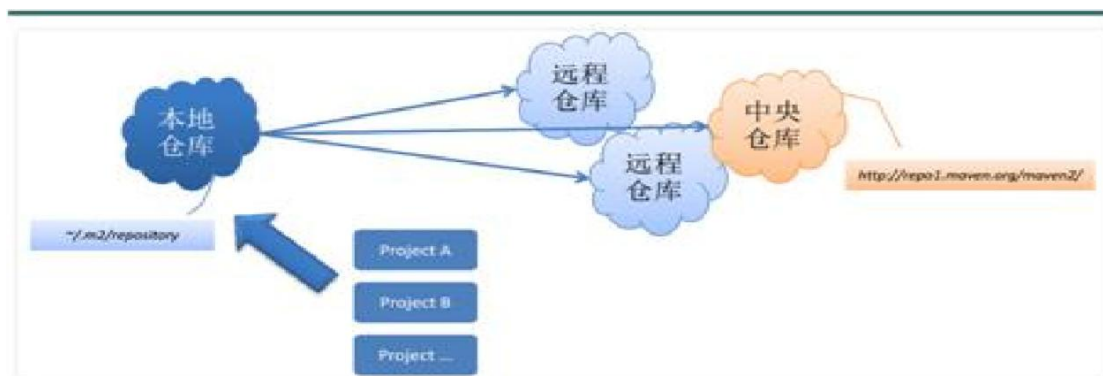 远程
仓库
本地
仓库
中央
仓库
远程
仓库
http://repo1.maven.org/maven2/
~/.m2/repository
Project A
Project B
Project ...